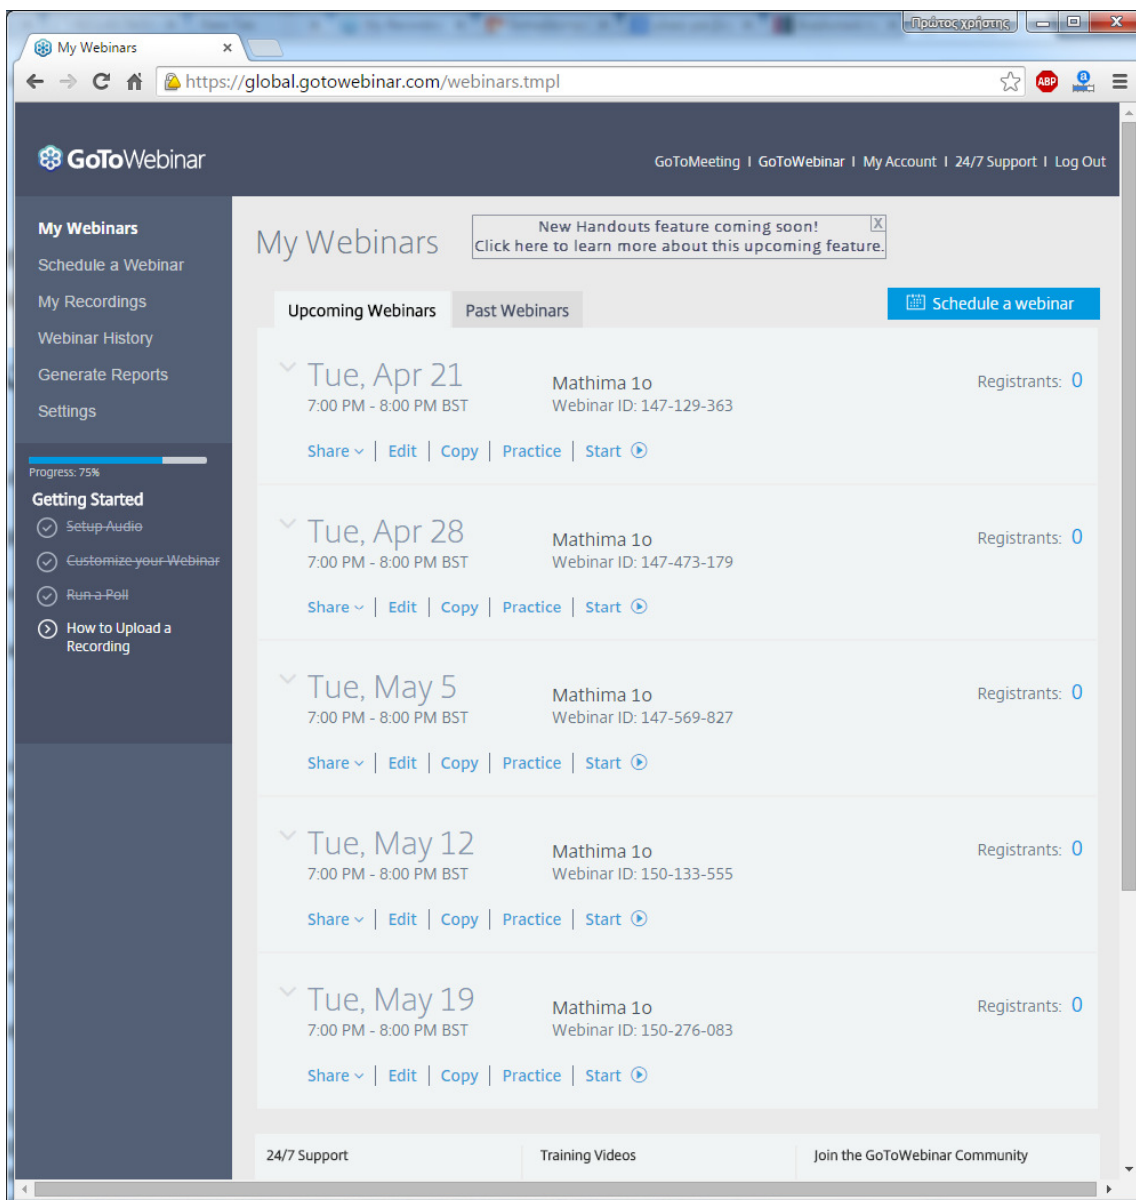 Πρώτος χρήστης
My Webinars
https://global.gotowebinar.com/webinars.tmpl
ABP
a
GoToWebinar
GoToMeeting | GoToWebinar | My Account | 24/7 Support | Log Out
My Webinars
Schedule a Webinar
My Recordings
Webinar History
Generate Reports
Settings
Progress: 75%
Getting Started
Setup Audio
Customize your Webinar
Run a Poll
How to Upload a
Recording
My Webinars
New Handouts feature coming soon! X
Click here to learn more about this upcoming feature.
Upcoming Webinars Past Webinars Schedule a webinar
Tue, Apr 21 Mathima 1o Registrants: 0
7:00 PM - 8:00 PM BST Webinar ID: 147-129-363
Share | Edit | Copy | Practice | Start
Tue, Apr 28 Mathima 1o Registrants: 0
7:00 PM - 8:00 PM BST Webinar ID: 147-473-179
Share | Edit | Copy | Practice | Start
Tue, May 5 Mathima 1o Registrants: 0
7:00 PM - 8:00 PM BST Webinar ID: 147-569-827
Share | Edit | Copy | Practice | Start
Tue, May 12 Mathima 1o Registrants: 0
7:00 PM - 8:00 PM BST Webinar ID: 150-133-555
Share | Edit | Copy | Practice | Start
Tue, May 19 Mathima 1o Registrants: 0
7:00 PM - 8:00 PM BST Webinar ID: 150-276-083
Share | Edit | Copy | Practice | Start
24/7 Support Training Videos Join the GoToWebinar Community